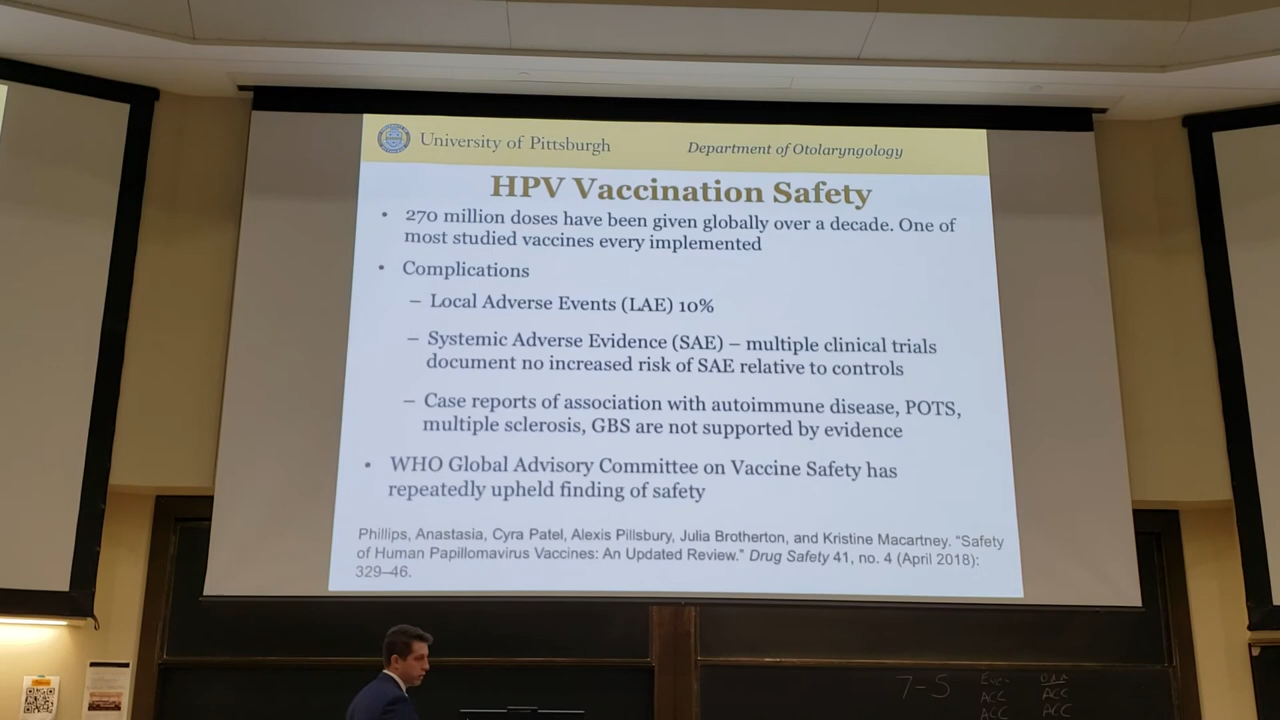 University of Pittsburgh
Department of Otolaryngology
HPV Vaccination Safety
• 270 million doses have been given globally over a decade. One of
most studied vaccines every implemented
• Complications
– Local Adverse Events (LAE) 10%
– Systemic Adverse Evidence (SAE) – multiple clinical trials
document no increased risk of SAE relative to controls
– Case reports of association with autoimmune disease, POTS,
multiple sclerosis, GBS are not supported by evidence
• WHO Global Advisory Committee on Vaccine Safety has
repeatedly upheld finding of safety
Phillips, Anastasia, Cyra Patel, Alexis Pillsbury, Julia Brotherton, and Kristine Macartney. “Safety
of Human Papillomavirus Vaccines: An Updated Review.” Drug Safety 41, no. 4 (April 2018):
329–46.
7-5
ACC ACC
ACC ACC